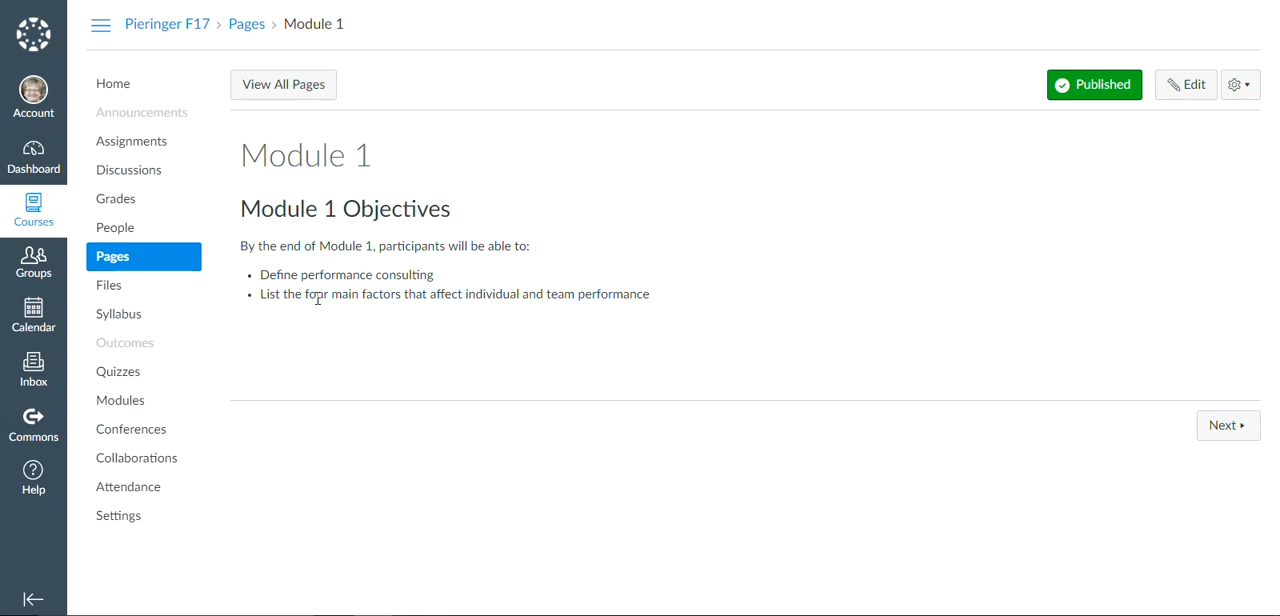 Pieringer F17 › Pages › Module 1
Account
Dashboard
Courses
Groups
Calendar
Inbox
Commons
Help
Home
Announcements
Assignments
Discussions
Grades
People
Pages
Files
Syllabus
Outcomes
Quizzes
Modules
Conferences
Collaborations
Attendance
Settings
View All Pages
Published
Edit
Module 1
Module 1 Objectives
By the end of Module 1, participants will be able to:
• Define performance consulting
• List the four main factors that affect individual and team performance
Next